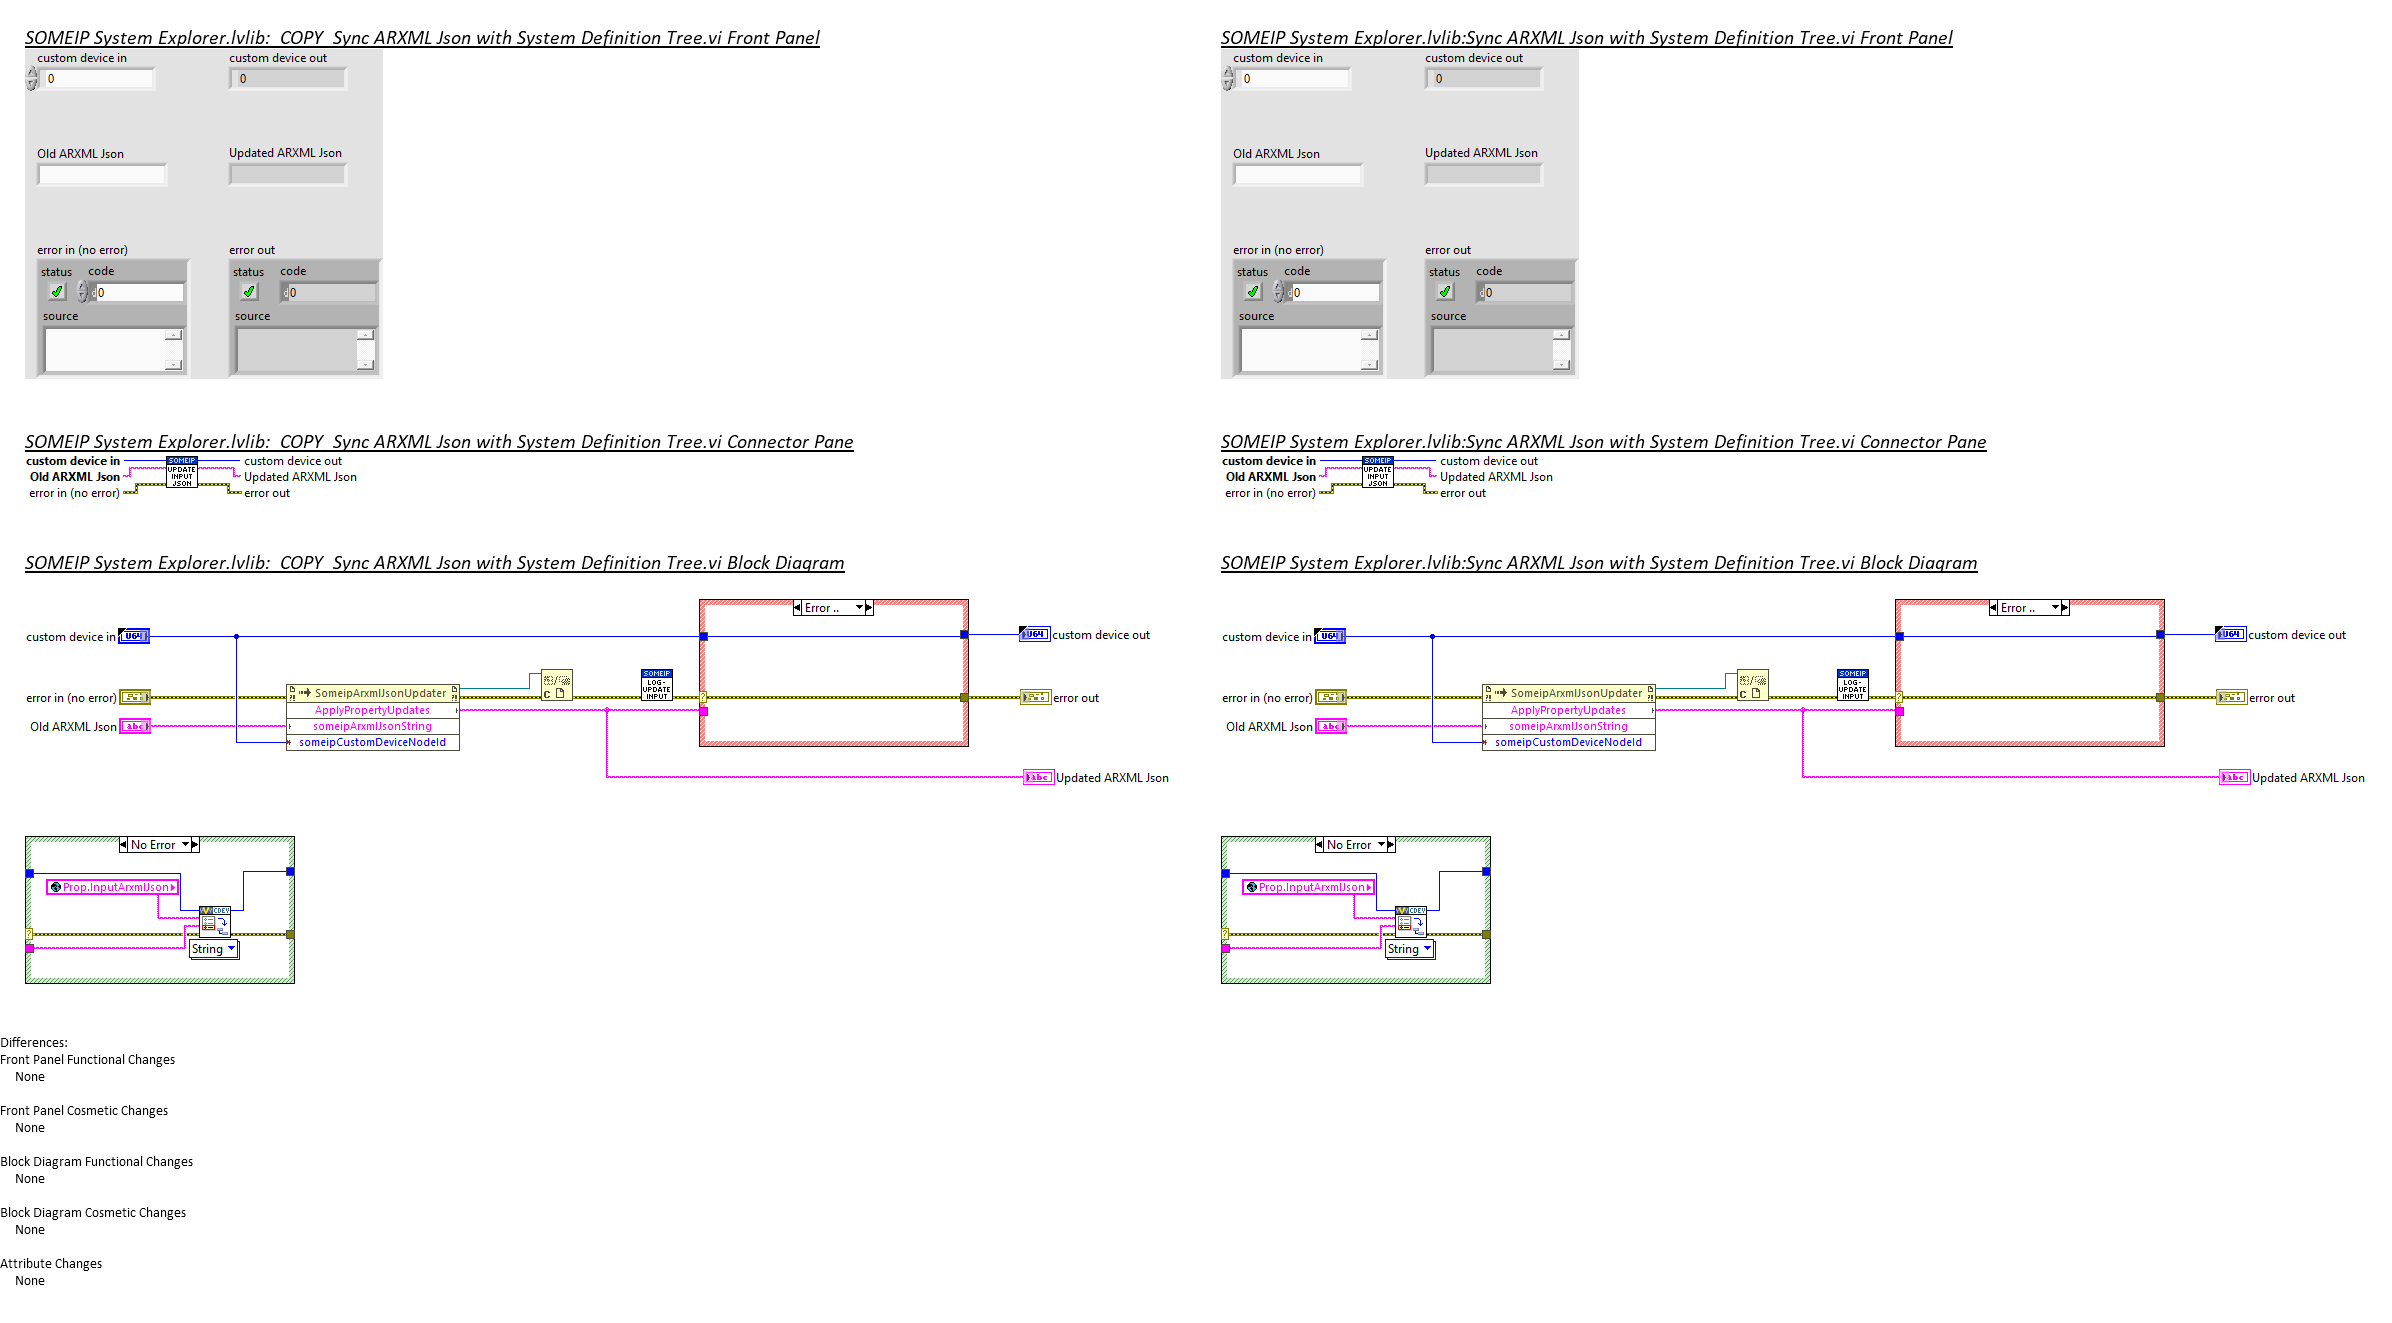 SOMEIP System Explorer.lvlib:  COPY  Sync ARXML Json with System Definition Tree.vi Front Panel
custom device in
custom device out
0
0
Old ARXML Json
Updated ARXML Json
error in (no error)
error out
status
code
status
code
d0
d0
source
source
SOMEIP System Explorer.lvlib:Sync ARXML Json with System Definition Tree.vi Front Panel
custom device in
custom device out
0
0
Old ARXML Json
Updated ARXML Json
error in (no error)
error out
status
code
status
code
d0
d0
source
source
SOMEIP System Explorer.lvlib:  COPY  Sync ARXML Json with System Definition Tree.vi Connector Pane
custom device in
SOMEIP
UPDATE
INPUT
JSON
custom device out
Old ARXML Json
Updated ARXML Json
error in (no error)
error out
SOMEIP System Explorer.lvlib:Sync ARXML Json with System Definition Tree.vi Connector Pane
custom device in
SOMEIP
UPDATE
INPUT
JSON
custom device out
Old ARXML Json
Updated ARXML Json
error in (no error)
error out
SOMEIP System Explorer.lvlib:  COPY  Sync ARXML Json with System Definition Tree.vi Block Diagram
Error ..
custom device in
U64
U64
custom device out
error in (no error)
SomeipArxmlJsonUpdater
ApplyPropertyUpdates
someipArxmlJsonString
someipCustomDeviceNodeId
C
SOMEIP
LOG-
UPDATE
INPUT
?
error out
Old ARXML Json
abc
abc
Updated ARXML Json
No Error
Prop.InputArxmlJson
CDEV
?
String
SOMEIP System Explorer.lvlib:Sync ARXML Json with System Definition Tree.vi Block Diagram
Error ..
custom device in
U64
U64
custom device out
error in (no error)
SomeipArxmlJsonUpdater
ApplyPropertyUpdates
someipArxmlJsonString
someipCustomDeviceNodeId
C
SOMEIP
LOG-
UPDATE
INPUT
?
error out
Old ARXML Json
abc
abc
Updated ARXML Json
No Error
Prop.InputArxmlJson
CDEV
?
String
Differences:
Front Panel Functional Changes
None
Front Panel Cosmetic Changes
None
Block Diagram Functional Changes
None
Block Diagram Cosmetic Changes
None
Attribute Changes
None